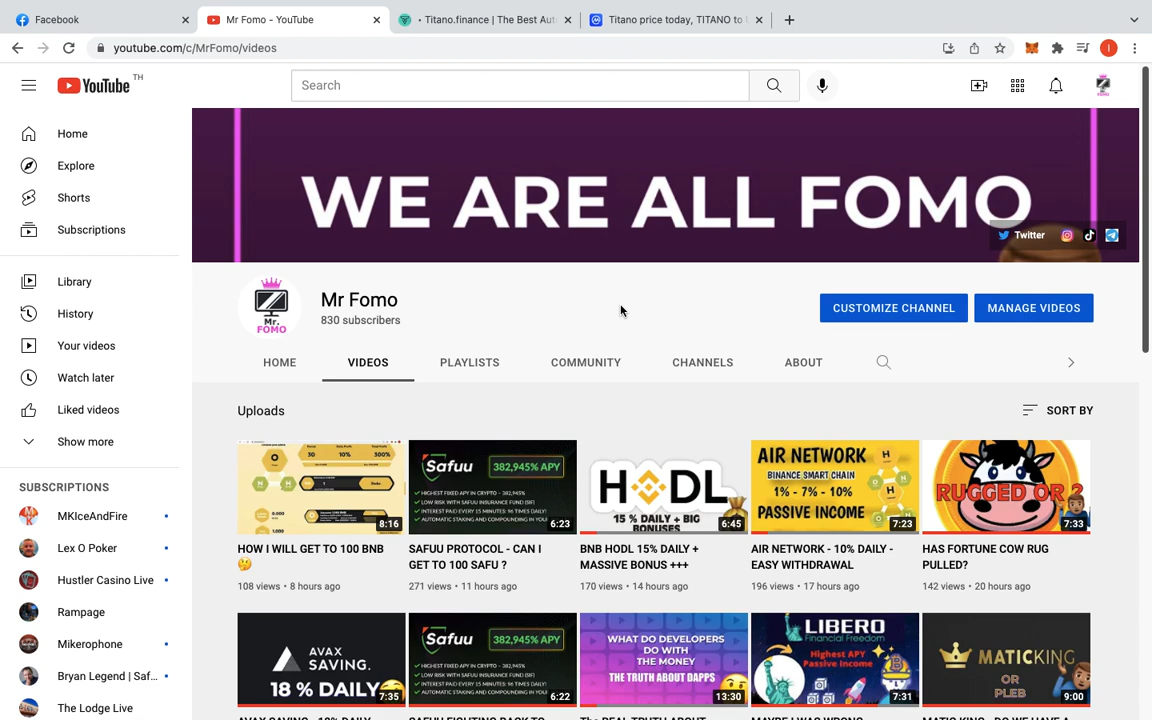 Facebook
Mr Fomo - YouTube
• Titano.finance | The Best Aut
Titano price today, TITANO to
youtube.com/c/MrFomo/videos
YouTube TH
Search
Home
Explore
Shorts
Subscriptions
Library
History
Your videos
Watch later
Liked videos
Show more
SUBSCRIPTIONS
MKIceAndFire
Lex O Poker
Hustler Casino Live
Rampage
Mikerophone
Bryan Legend | Saf...
The Lodge Live
WE ARE ALL FOMO
Twitter
Mr.
FOMO
Mr Fomo
830 subscribers
CUSTOMIZE CHANNEL
MANAGE VIDEOS
HOME
VIDEOS
PLAYLISTS
COMMUNITY
CHANNELS
ABOUT
Uploads
SORT BY
8:16
HOW I WILL GET TO 100 BNB
🤔
108 views • 8 hours ago
Safuu
382,945% APY
6:23
SAFUU PROTOCOL - CAN I
GET TO 100 SAFU ?
271 views • 11 hours ago
HODL
15 % DAILY + BIG
BONUSES
6:45
BNB HODL 15% DAILY +
MASSIVE BONUS +++
170 views • 14 hours ago
AIR NETWORK
BINANCE SMART CHAIN
1% - 7% - 10%
PASSIVE INCOME
7:23
AIR NETWORK - 10% DAILY -
EASY WITHDRAWAL
196 views • 17 hours ago
RUGGED OR ?
7:33
HAS FORTUNE COW RUG
PULLED?
142 views • 20 hours ago
AVAX
SAVING.
18 % DAILY
7:35
Safuu
382,945% APY
6:22
WHAT DO DEVELOPERS
DO WITH
THE MONEY
THE TRUTH ABOUT DAPPS
13:30
LIBERO
Financial Freedom
Highest APY
Passive Income
7:31
MATICKING
OR
PLEB
9:00